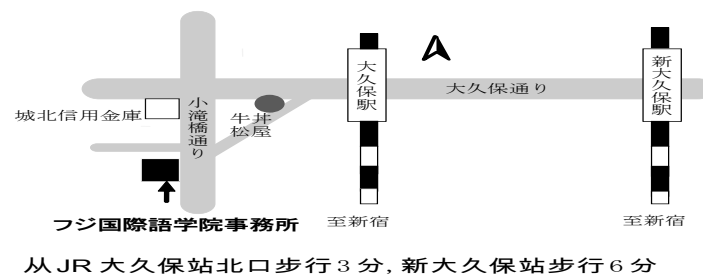 大久保駅
新大久保駅
大久保通り
小滝橋通り
城北信用金庫
牛丼
松屋
フジ国際語学院事務所
至新宿
至新宿
从JR 大久保站北口步行3分,新大久保站步行6分